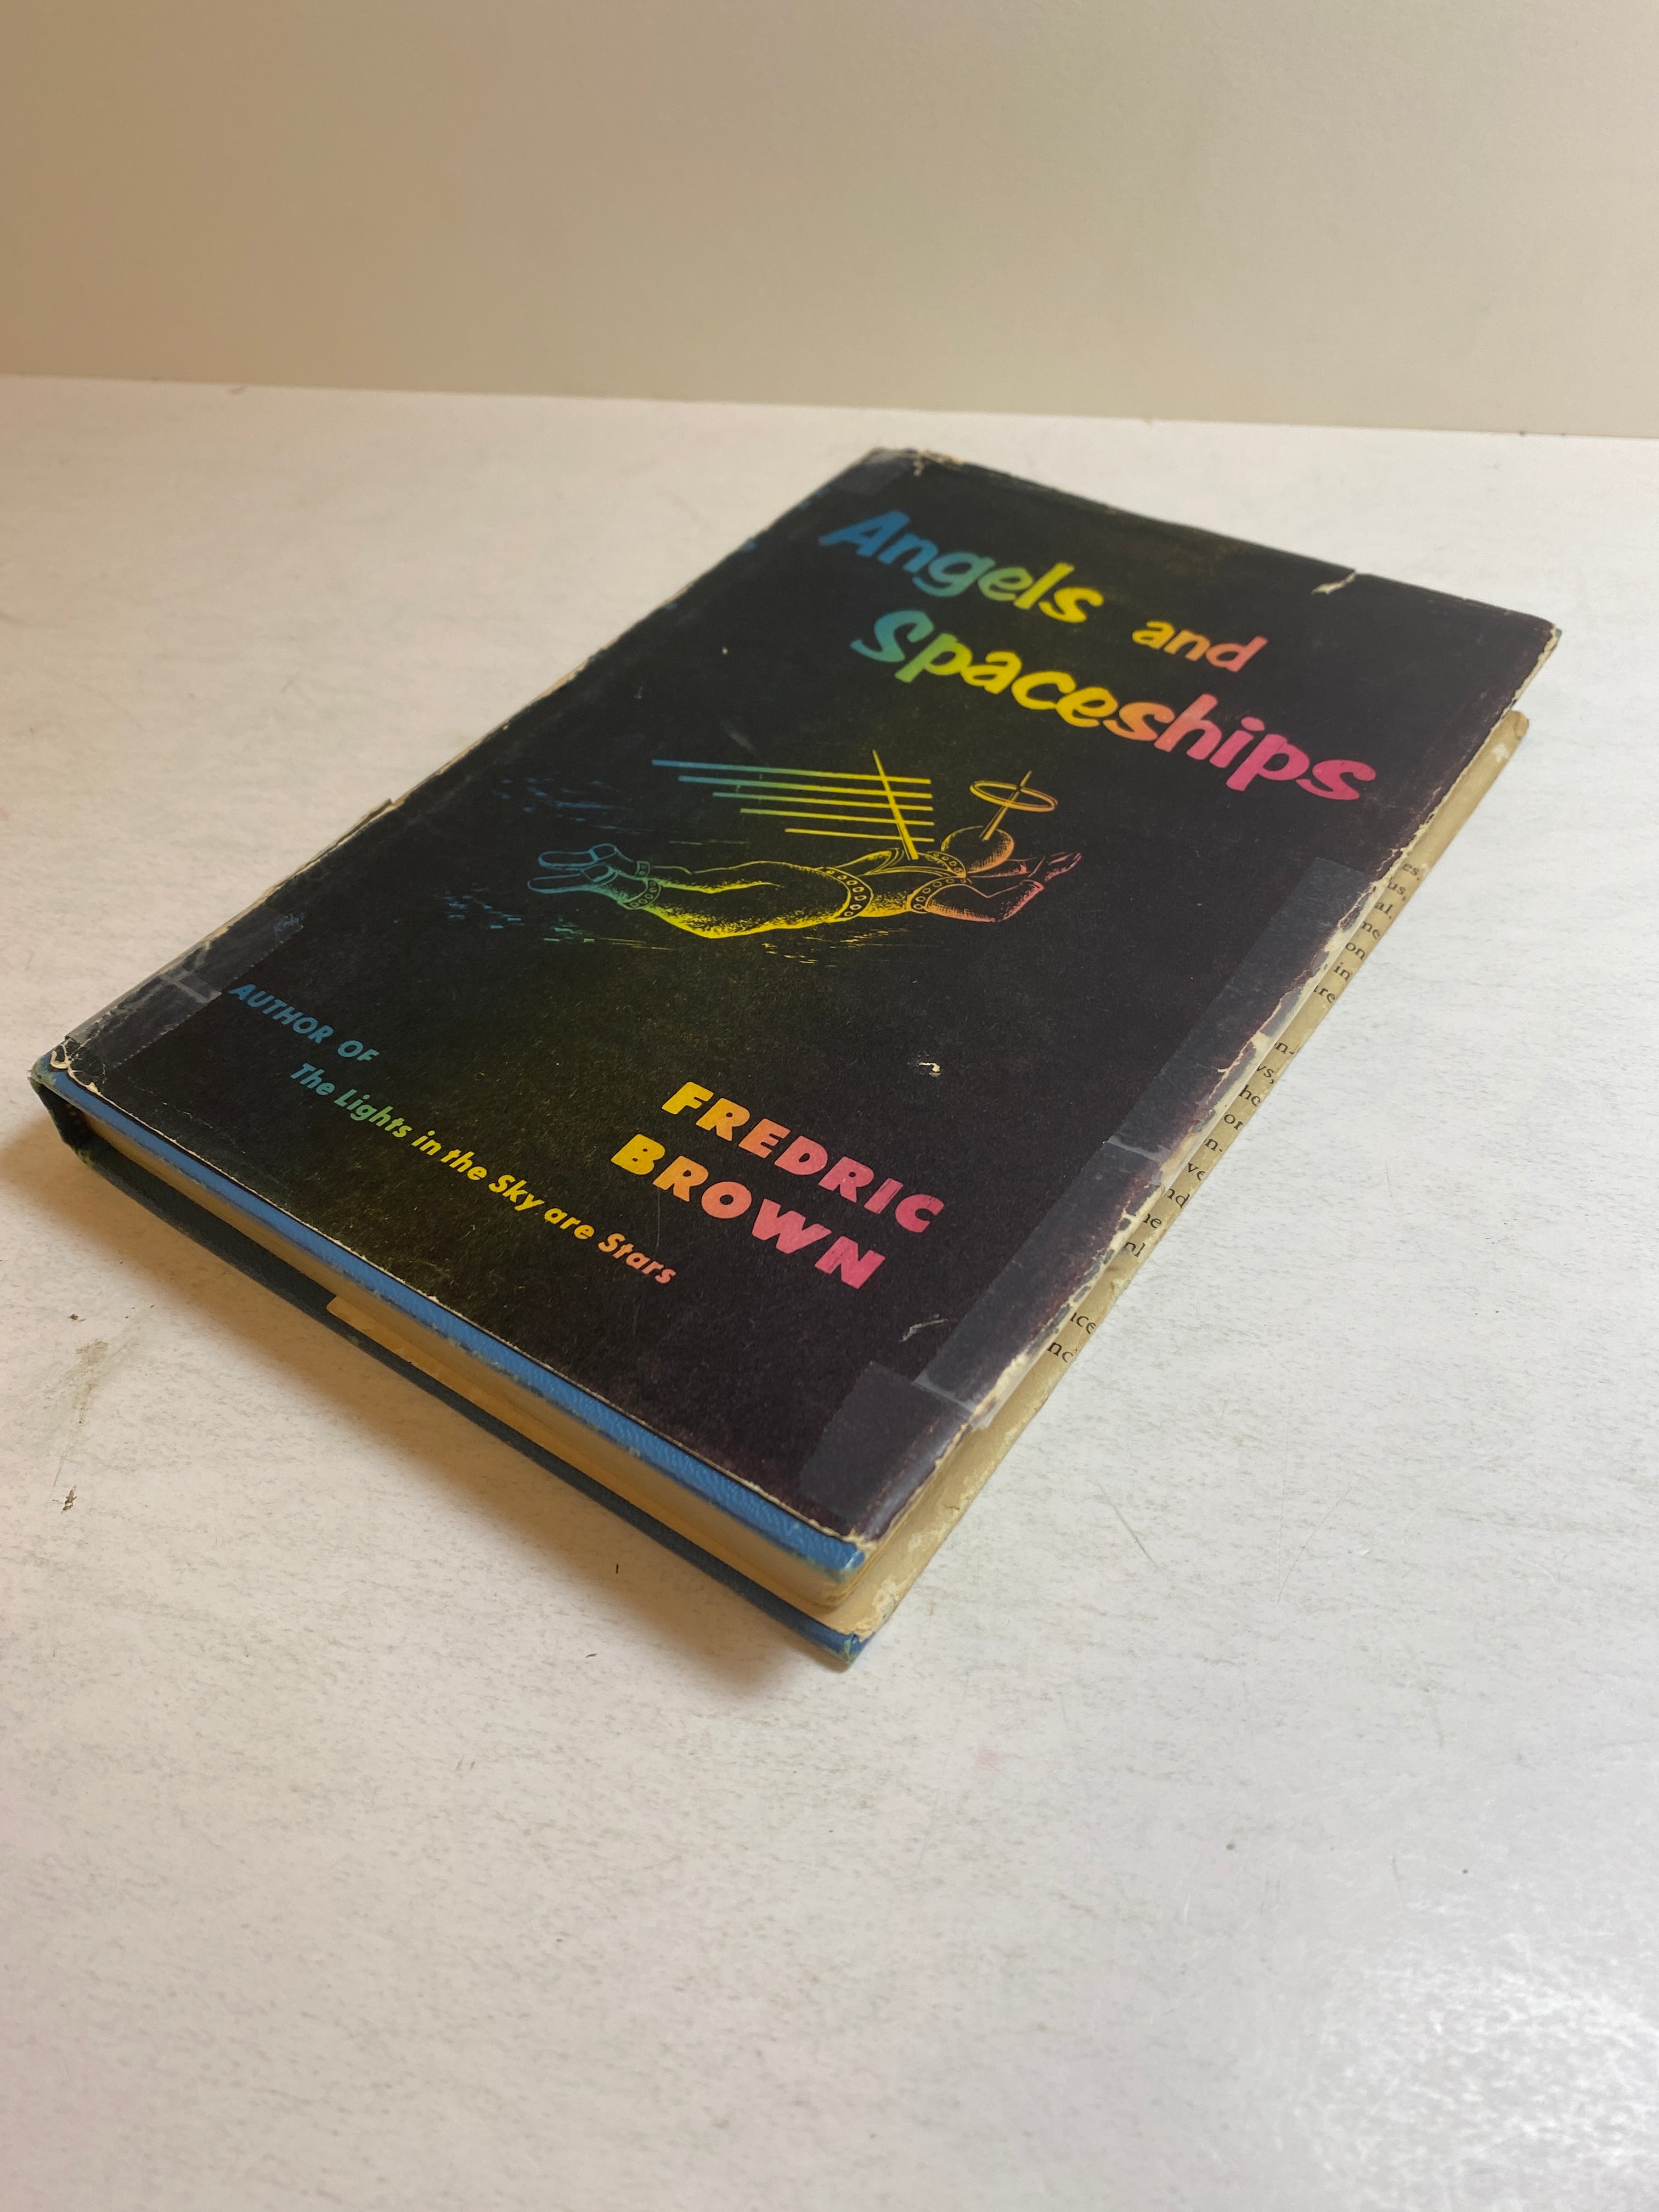 Angels and
Spaceships
FREDRIC
BROWN
AUTHOR OF
The Lights in the Sky are Stars